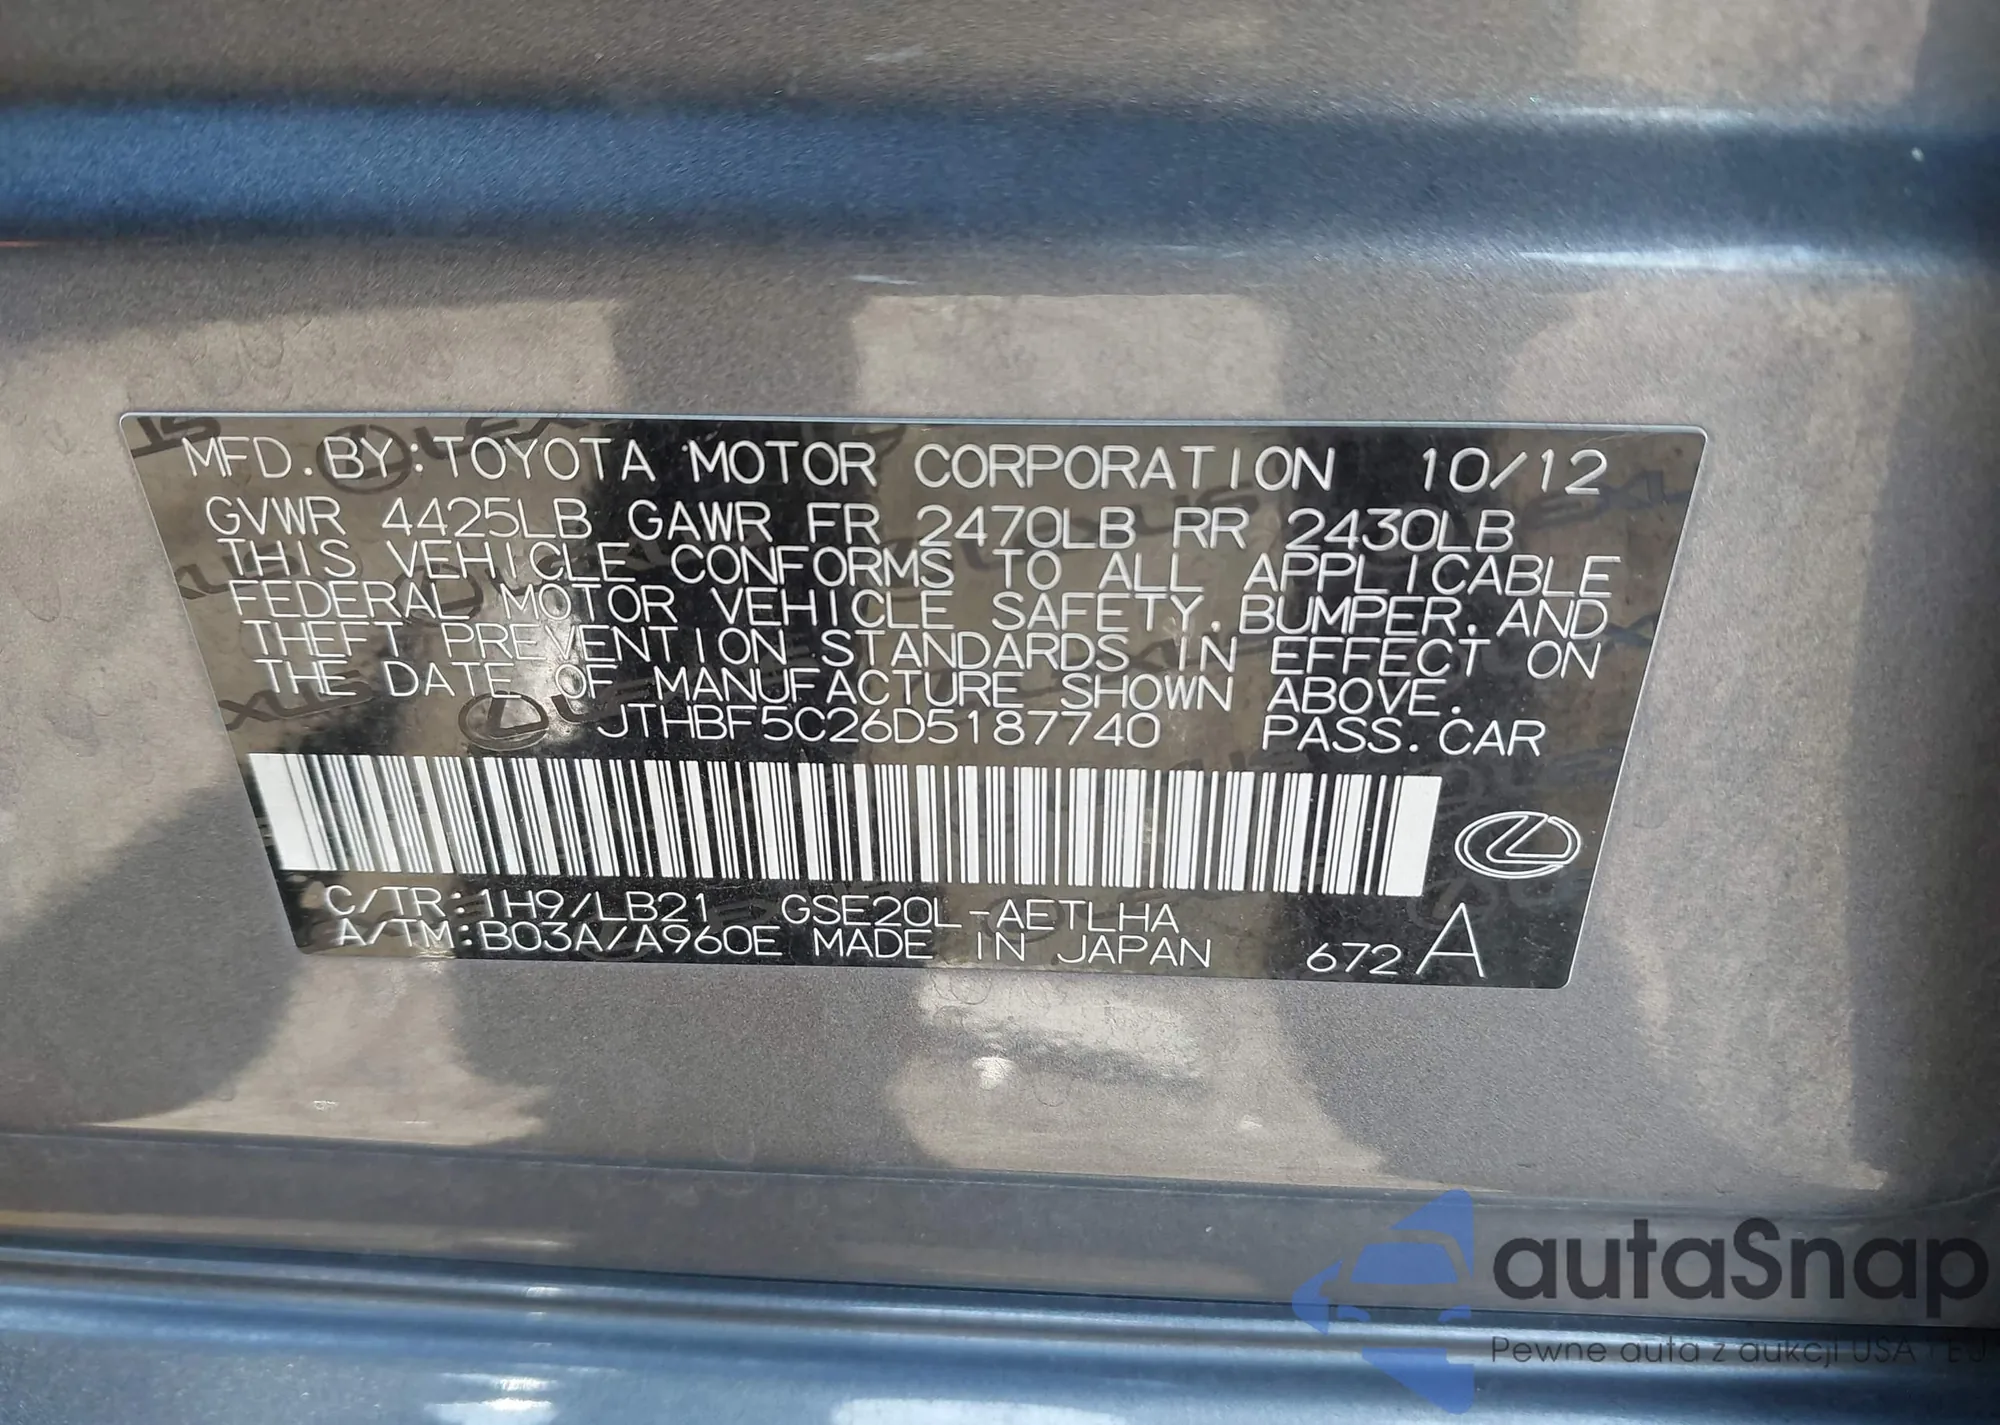 MFD. BY: TOYOTA MOTOR CORPORATION 10/12
GVWR 4425LB GAWR FR 2470LB RR 2430LB
THIS VEHICLE CONFORMS TO ALL APPLICABLE
FEDERAL MOTOR VEHICLE SAFETY, BUMPER, AND
THEFT PREVENTION STANDARDS IN EFFECT ON
THE DATE OF MANUFACTURE SHOWN ABOVE.
JTHBF5C26D5187740 PASS. CAR
C/TR: 1H9/LB21 GSE20L-AETLHA
A/TM: B03A/A960E MADE IN JAPAN 672 A
autaSnap
Pewne auta z aukcji USA i EU